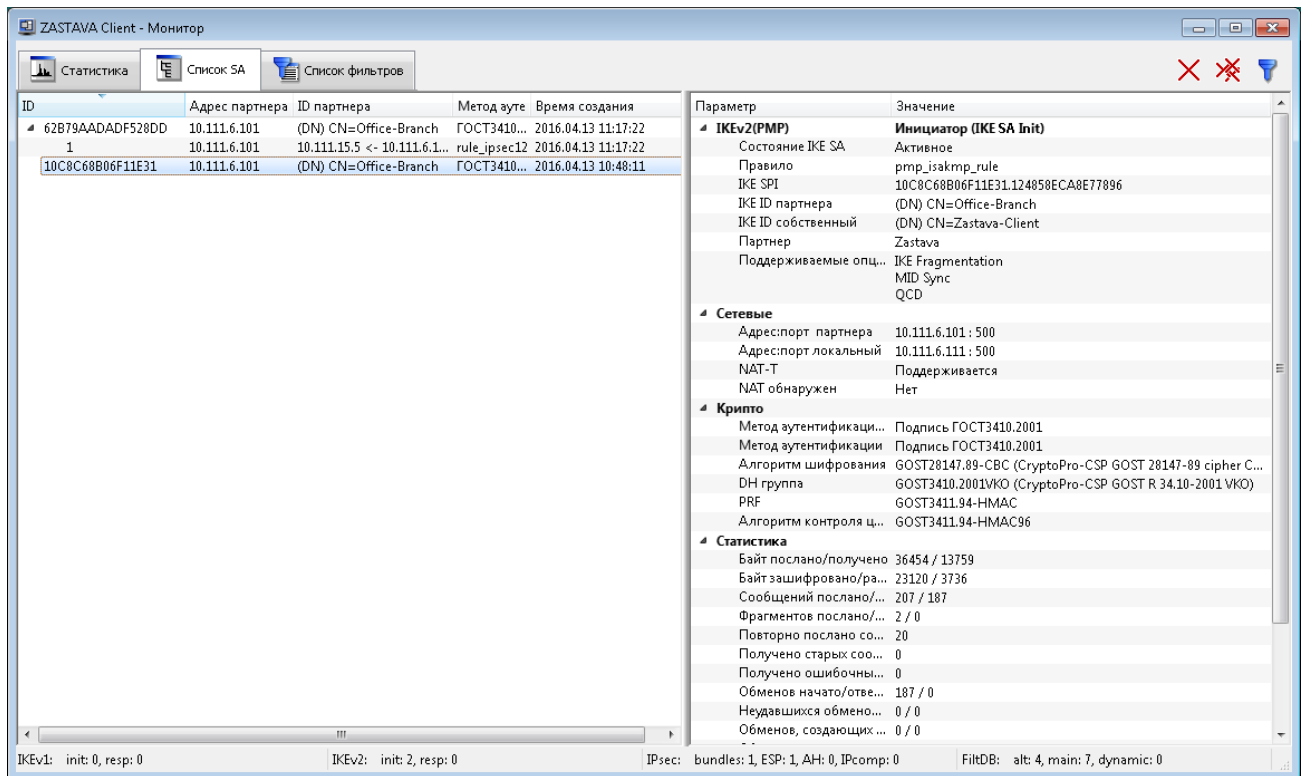 ZASTAVA Client - Монитор
Статистика Список SA Список фильтров
ID Адрес партнера ID партнера Метод ауте Время создания
62B79AADADF528DD 10.111.6.101 (DN) CN=Office-Branch ГОСТ3410... 2016.04.13 11:17:22
1 10.111.6.101 10.111.15.5 <- 10.111.6.1... rule_ipsec12 2016.04.13 11:17:22
10C8C68B06F11E31 10.111.6.101 (DN) CN=Office-Branch ГОСТ3410... 2016.04.13 10:48:11
Параметр Значение
IKEv2(PMP) Инициатор (IKE SA Init)
Состояние IKE SA Активное
Правило pmp_isakmp_rule
IKE SPI 10C8C68B06F11E31.124858ECA8E77896
IKE ID партнера (DN) CN=Office-Branch
IKE ID собственный (DN) CN=Zastava-Client
Партнер Zastava
Поддерживаемые опц... IKE Fragmentation
MID Sync
QCD
Сетевые
Адрес:порт партнера 10.111.6.101 : 500
Адрес:порт локальный 10.111.6.111 : 500
NAT-T Поддерживается
NAT обнаружен Нет
Крипто
Метод аутентификаци... Подпись ГОСТ3410.2001
Метод аутентификации Подпись ГОСТ3410.2001
Алгоритм шифрования GOST28147.89-CBC (CryptoPro-CSP GOST 28147-89 cipher C...
DH группа GOST3410.2001VKO (CryptoPro-CSP GOST R 34.10-2001 VKO)
PRF GOST3411.94-HMAC
Алгоритм контроля ц... GOST3411.94-HMAC96
Статистика
Байт послано/получено 36454 / 13759
Байт зашифровано/ра... 23120 / 3736
Сообщений послано/... 207 / 187
Фрагментов послано/... 2 / 0
Повторно послано со... 20
Получено старых соо... 0
Получено ошибочны... 0
Обменов начато/отве... 187 / 0
Неудавшихся обмено... 0 / 0
Обменов, создающих ... 0 / 0
IKEv1: init: 0, resp: 0 IKEv2: init: 2, resp: 0 IPsec: bundles: 1, ESP: 1, AH: 0, IPcomp: 0 FiltDB: alt: 4, main: 7, dynamic: 0